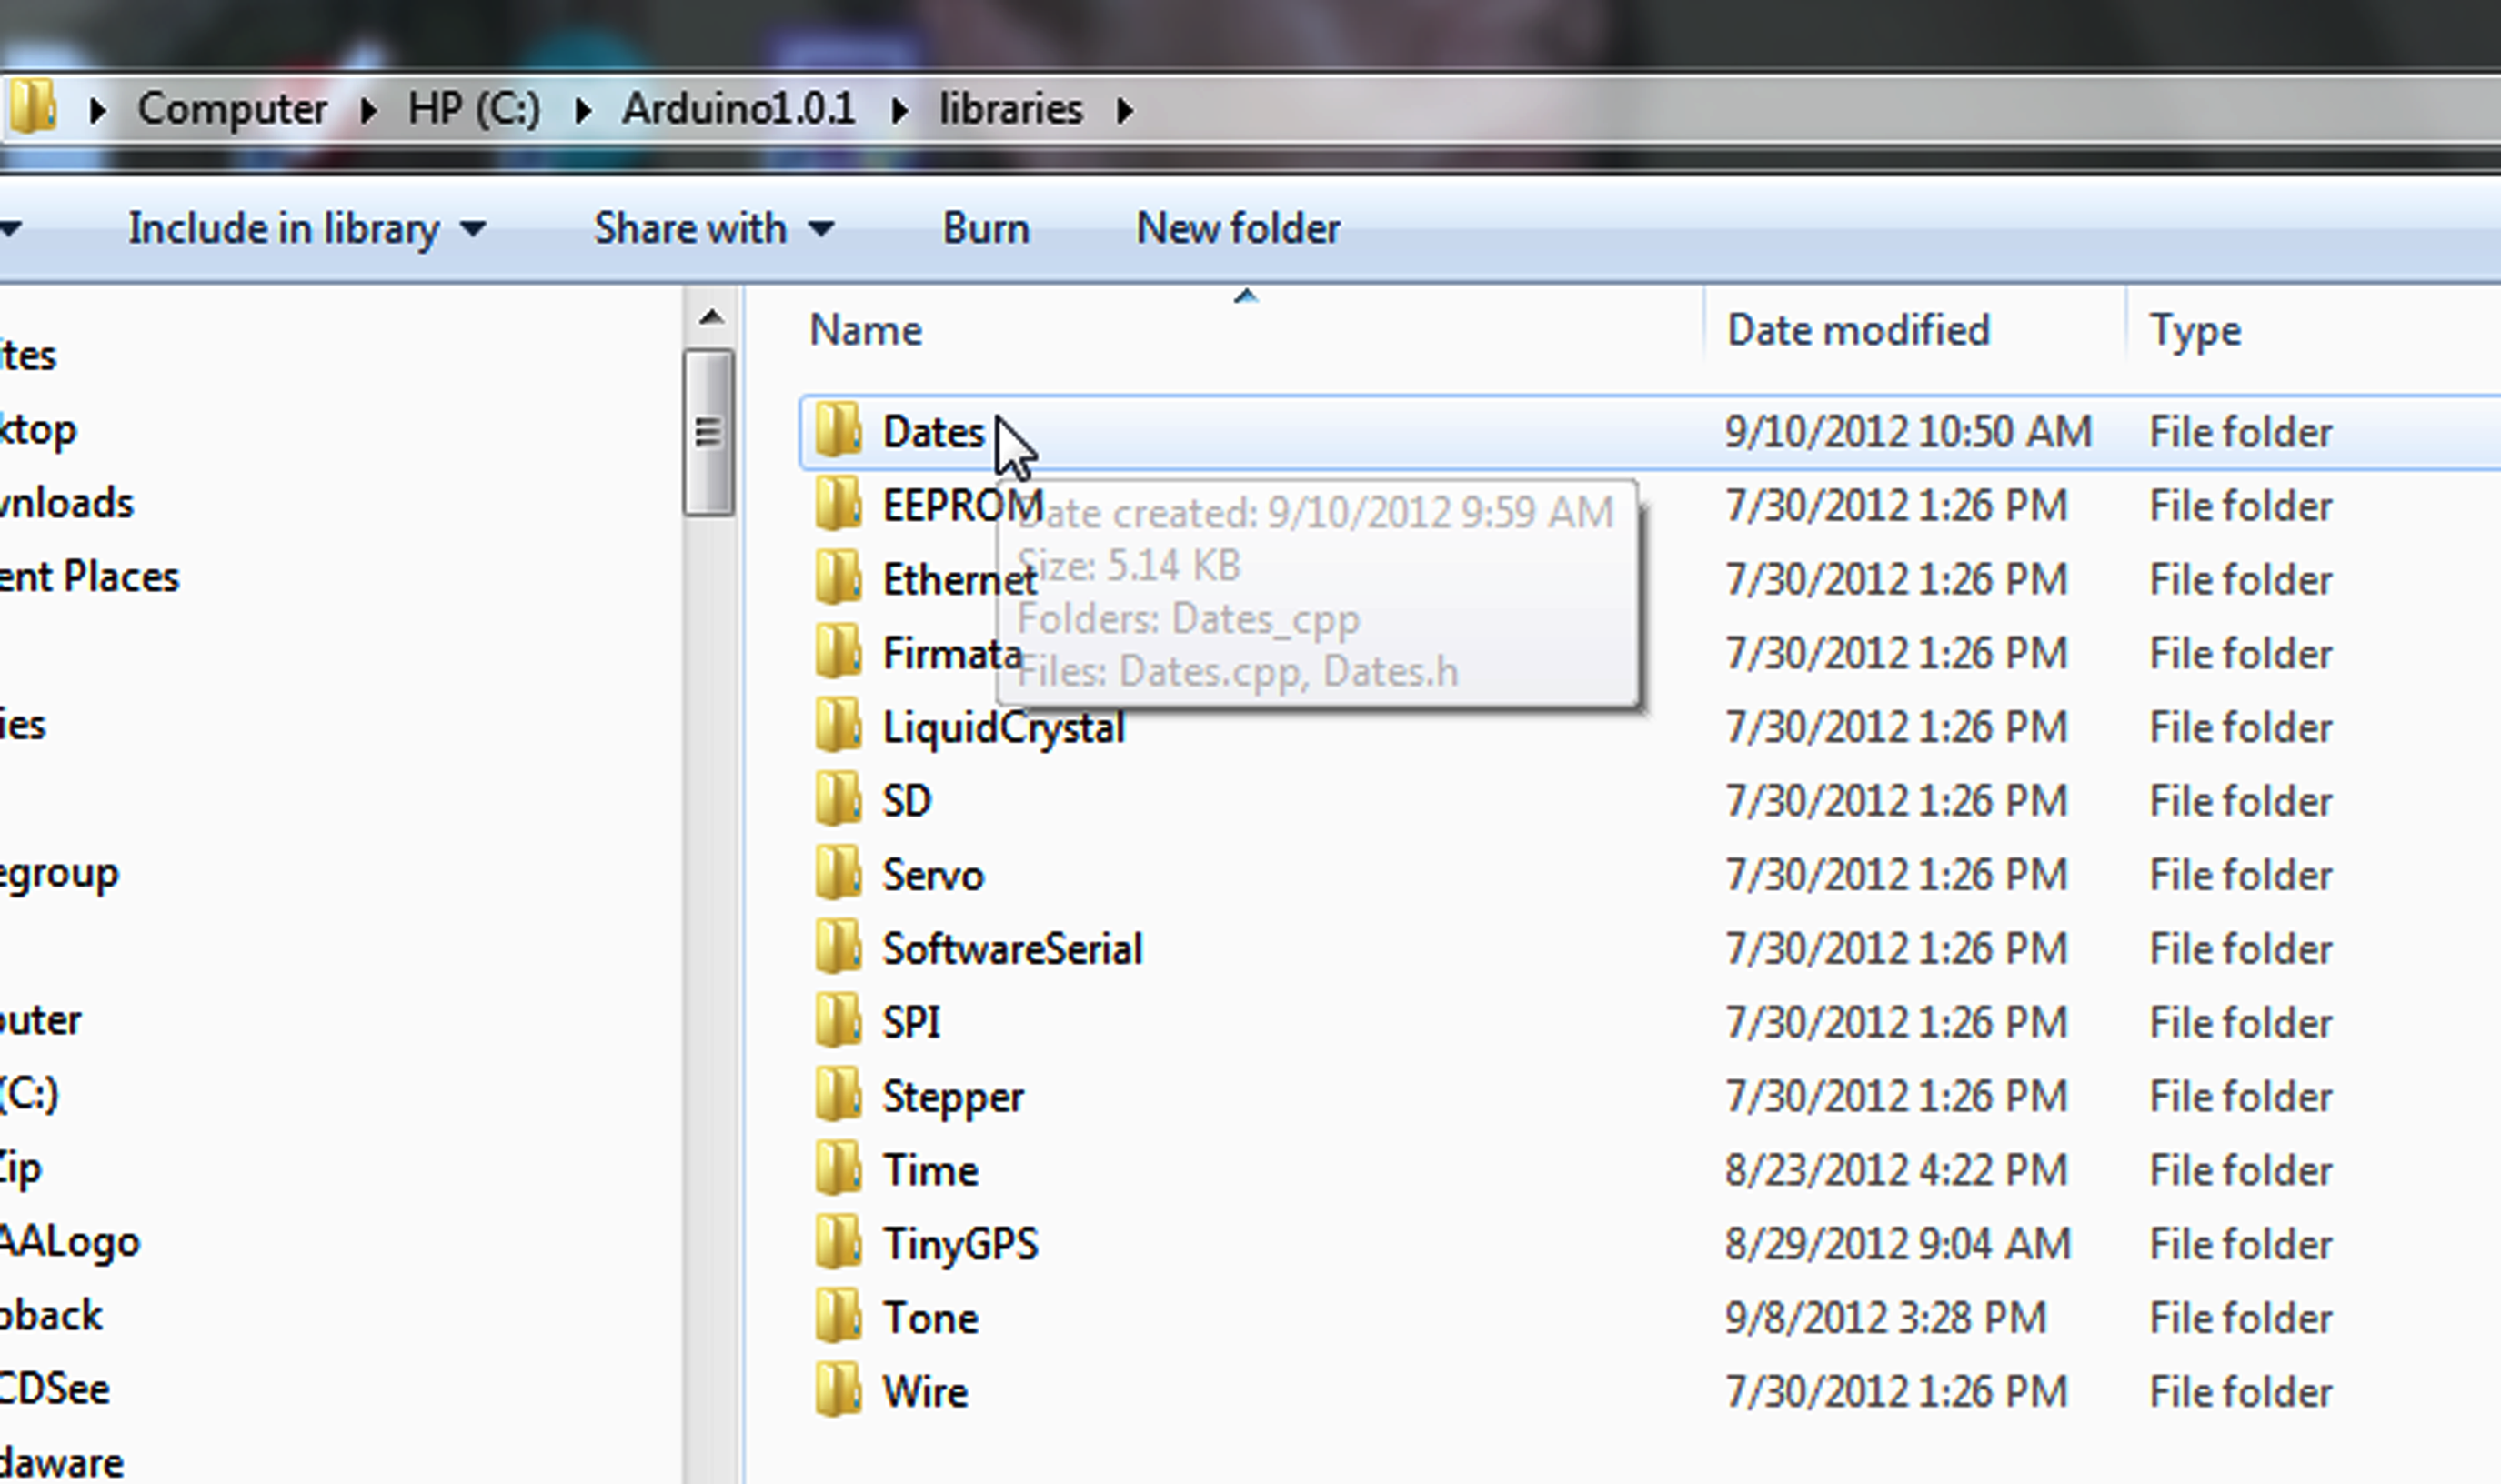 Computer HP (C:) Arduino1.0.1 libraries
Include in library Share with Burn New folder
Name Date modified Type
Dates 9/10/2012 10:50 AM File folder
EEPROM 7/30/2012 1:26 PM File folder
Ethernet 7/30/2012 1:26 PM File folder
Firmata 7/30/2012 1:26 PM File folder
LiquidCrystal 7/30/2012 1:26 PM File folder
SD 7/30/2012 1:26 PM File folder
Servo 7/30/2012 1:26 PM File folder
SoftwareSerial 7/30/2012 1:26 PM File folder
SPI 7/30/2012 1:26 PM File folder
Stepper 7/30/2012 1:26 PM File folder
Time 8/23/2012 4:22 PM File folder
TinyGPS 8/29/2012 9:04 AM File folder
Tone 9/8/2012 3:28 PM File folder
Wire 7/30/2012 1:26 PM File folder
Date created: 9/10/2012 9:59 AM
Size: 5.14 KB
Folders: Dates_cpp
Files: Dates.cpp, Dates.h
ites
ktop
wnloads
ent Places
ies
egroup
outer
(C:)
Zip
AALogo
oback
CDSee
daware